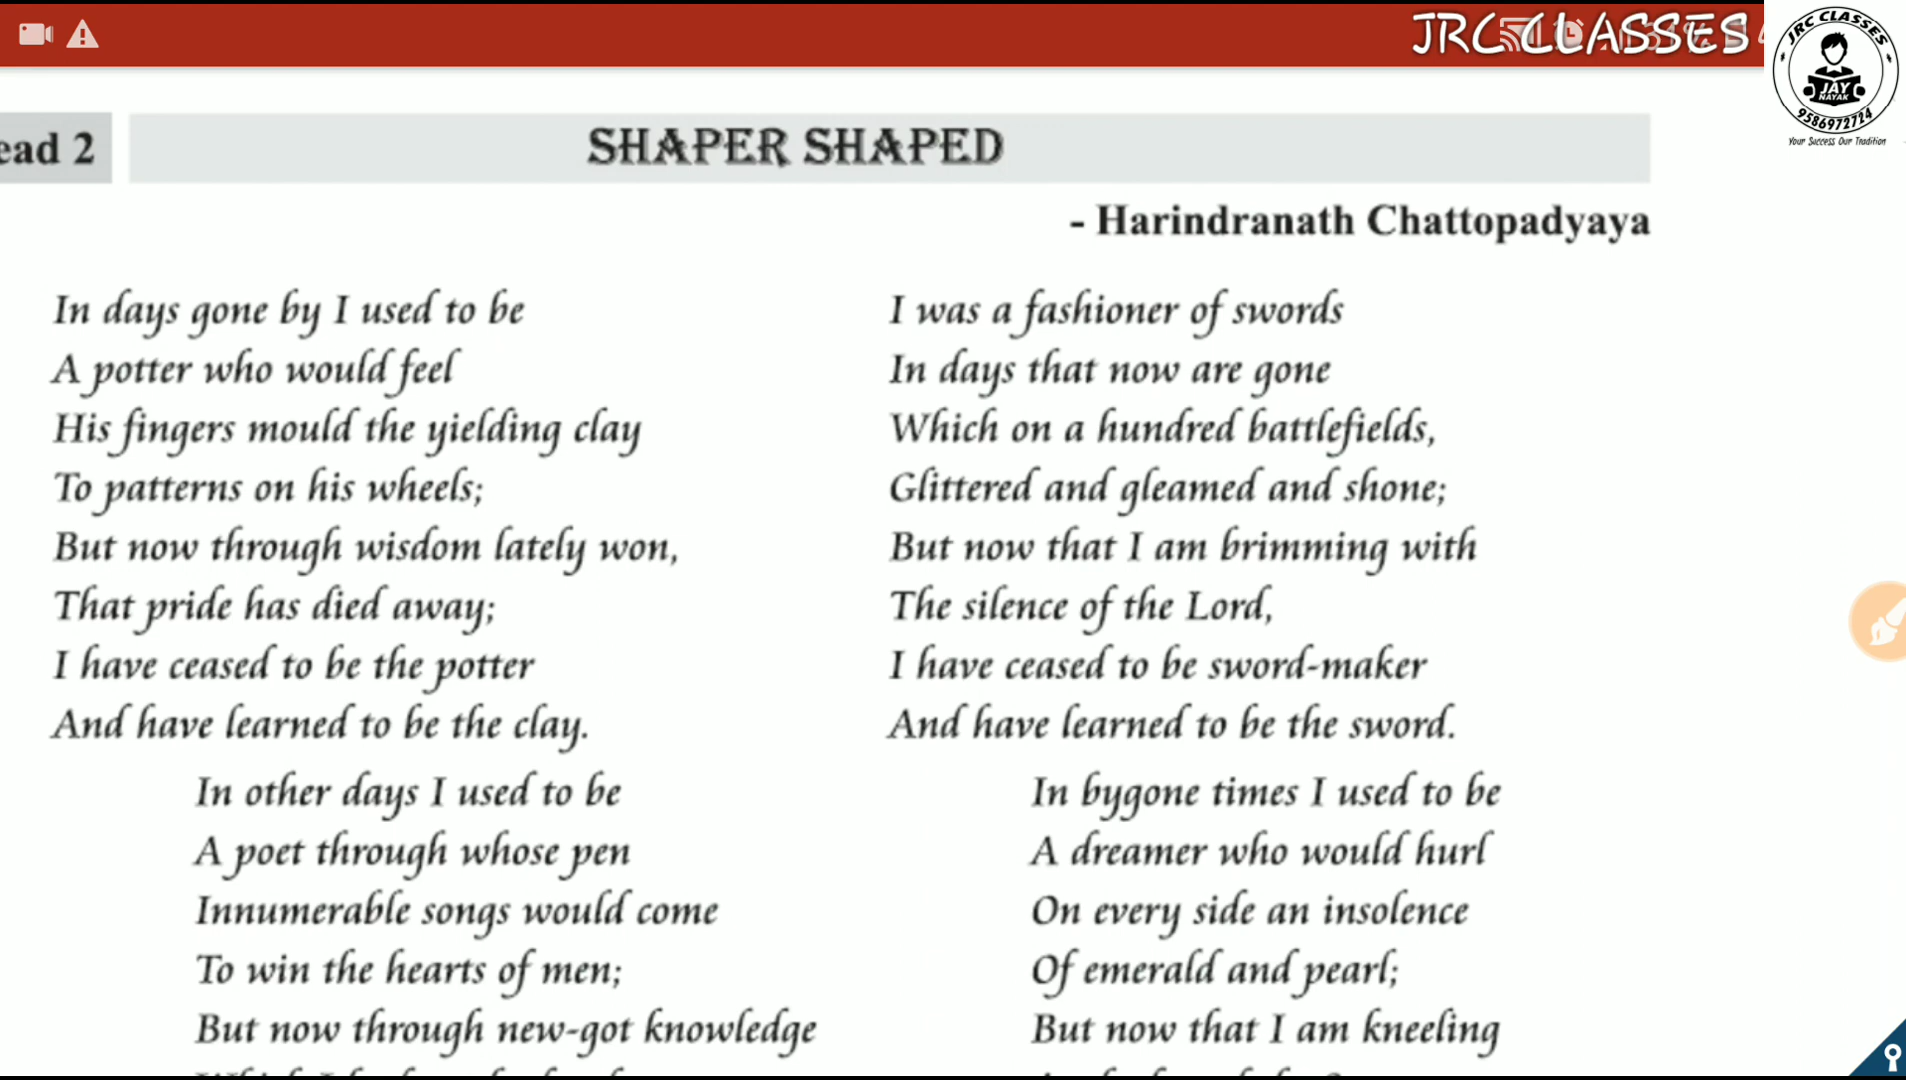 JRC CLASSES
JRC CLASSES
JAY
NAYAK
9586972724
Your Success Our Tradition
ead 2
SHAPER SHAPED
- Harindranath Chattopadyaya
In days gone by I used to be
A potter who would feel
His fingers mould the yielding clay
To patterns on his wheels;
But now through wisdom lately won,
That pride has died away;
I have ceased to be the potter
And have learned to be the clay.
In other days I used to be
A poet through whose pen
Innumerable songs would come
To win the hearts of men;
But now through new-got knowledge
I was a fashioner of swords
In days that now are gone
Which on a hundred battlefields,
Glittered and gleamed and shone;
But now that I am brimming with
The silence of the Lord,
I have ceased to be sword-maker
And have learned to be the sword.
In bygone times I used to be
A dreamer who would hurl
On every side an insolence
Of emerald and pearl;
But now that I am kneeling